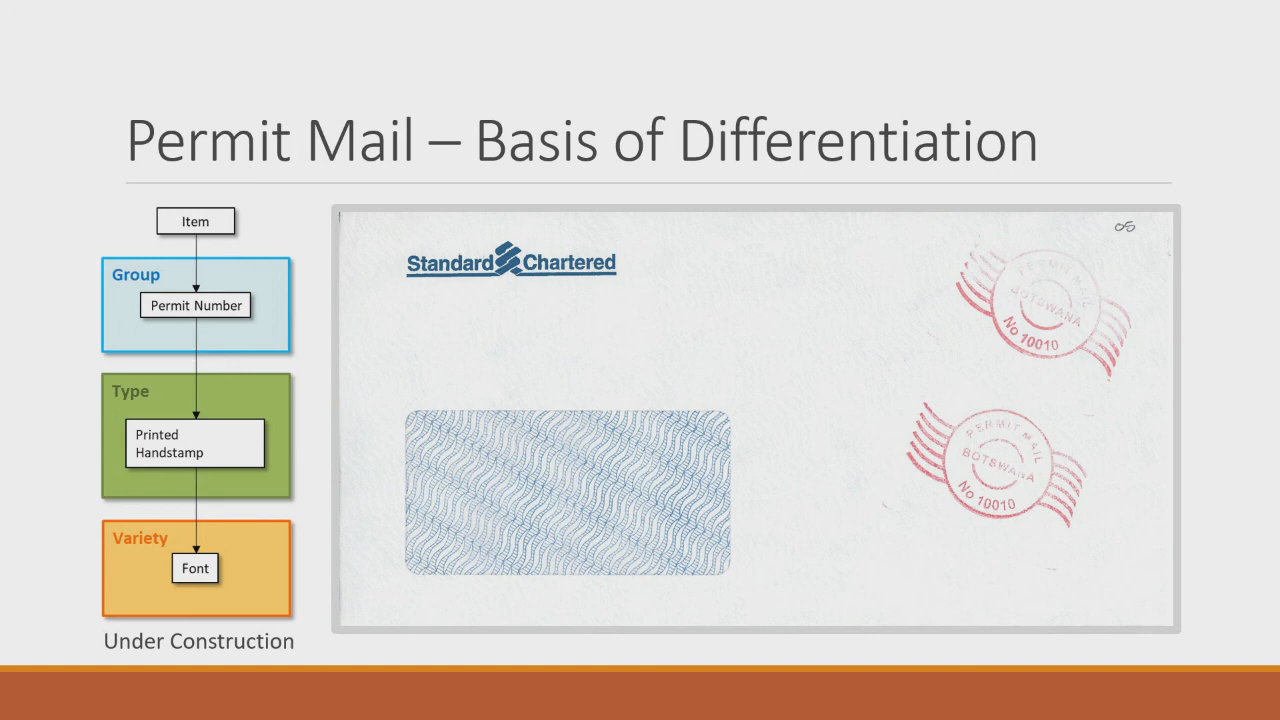 Permit Mail – Basis of Differentiation
Item
Group
Permit Number
Type
Printed
Handstamp
Variety
Font
Under Construction
Standard Chartered
05
PERMIT MAIL
BOTSWANA
No 10010
PERMIT MAIL
BOTSWANA
No 10010